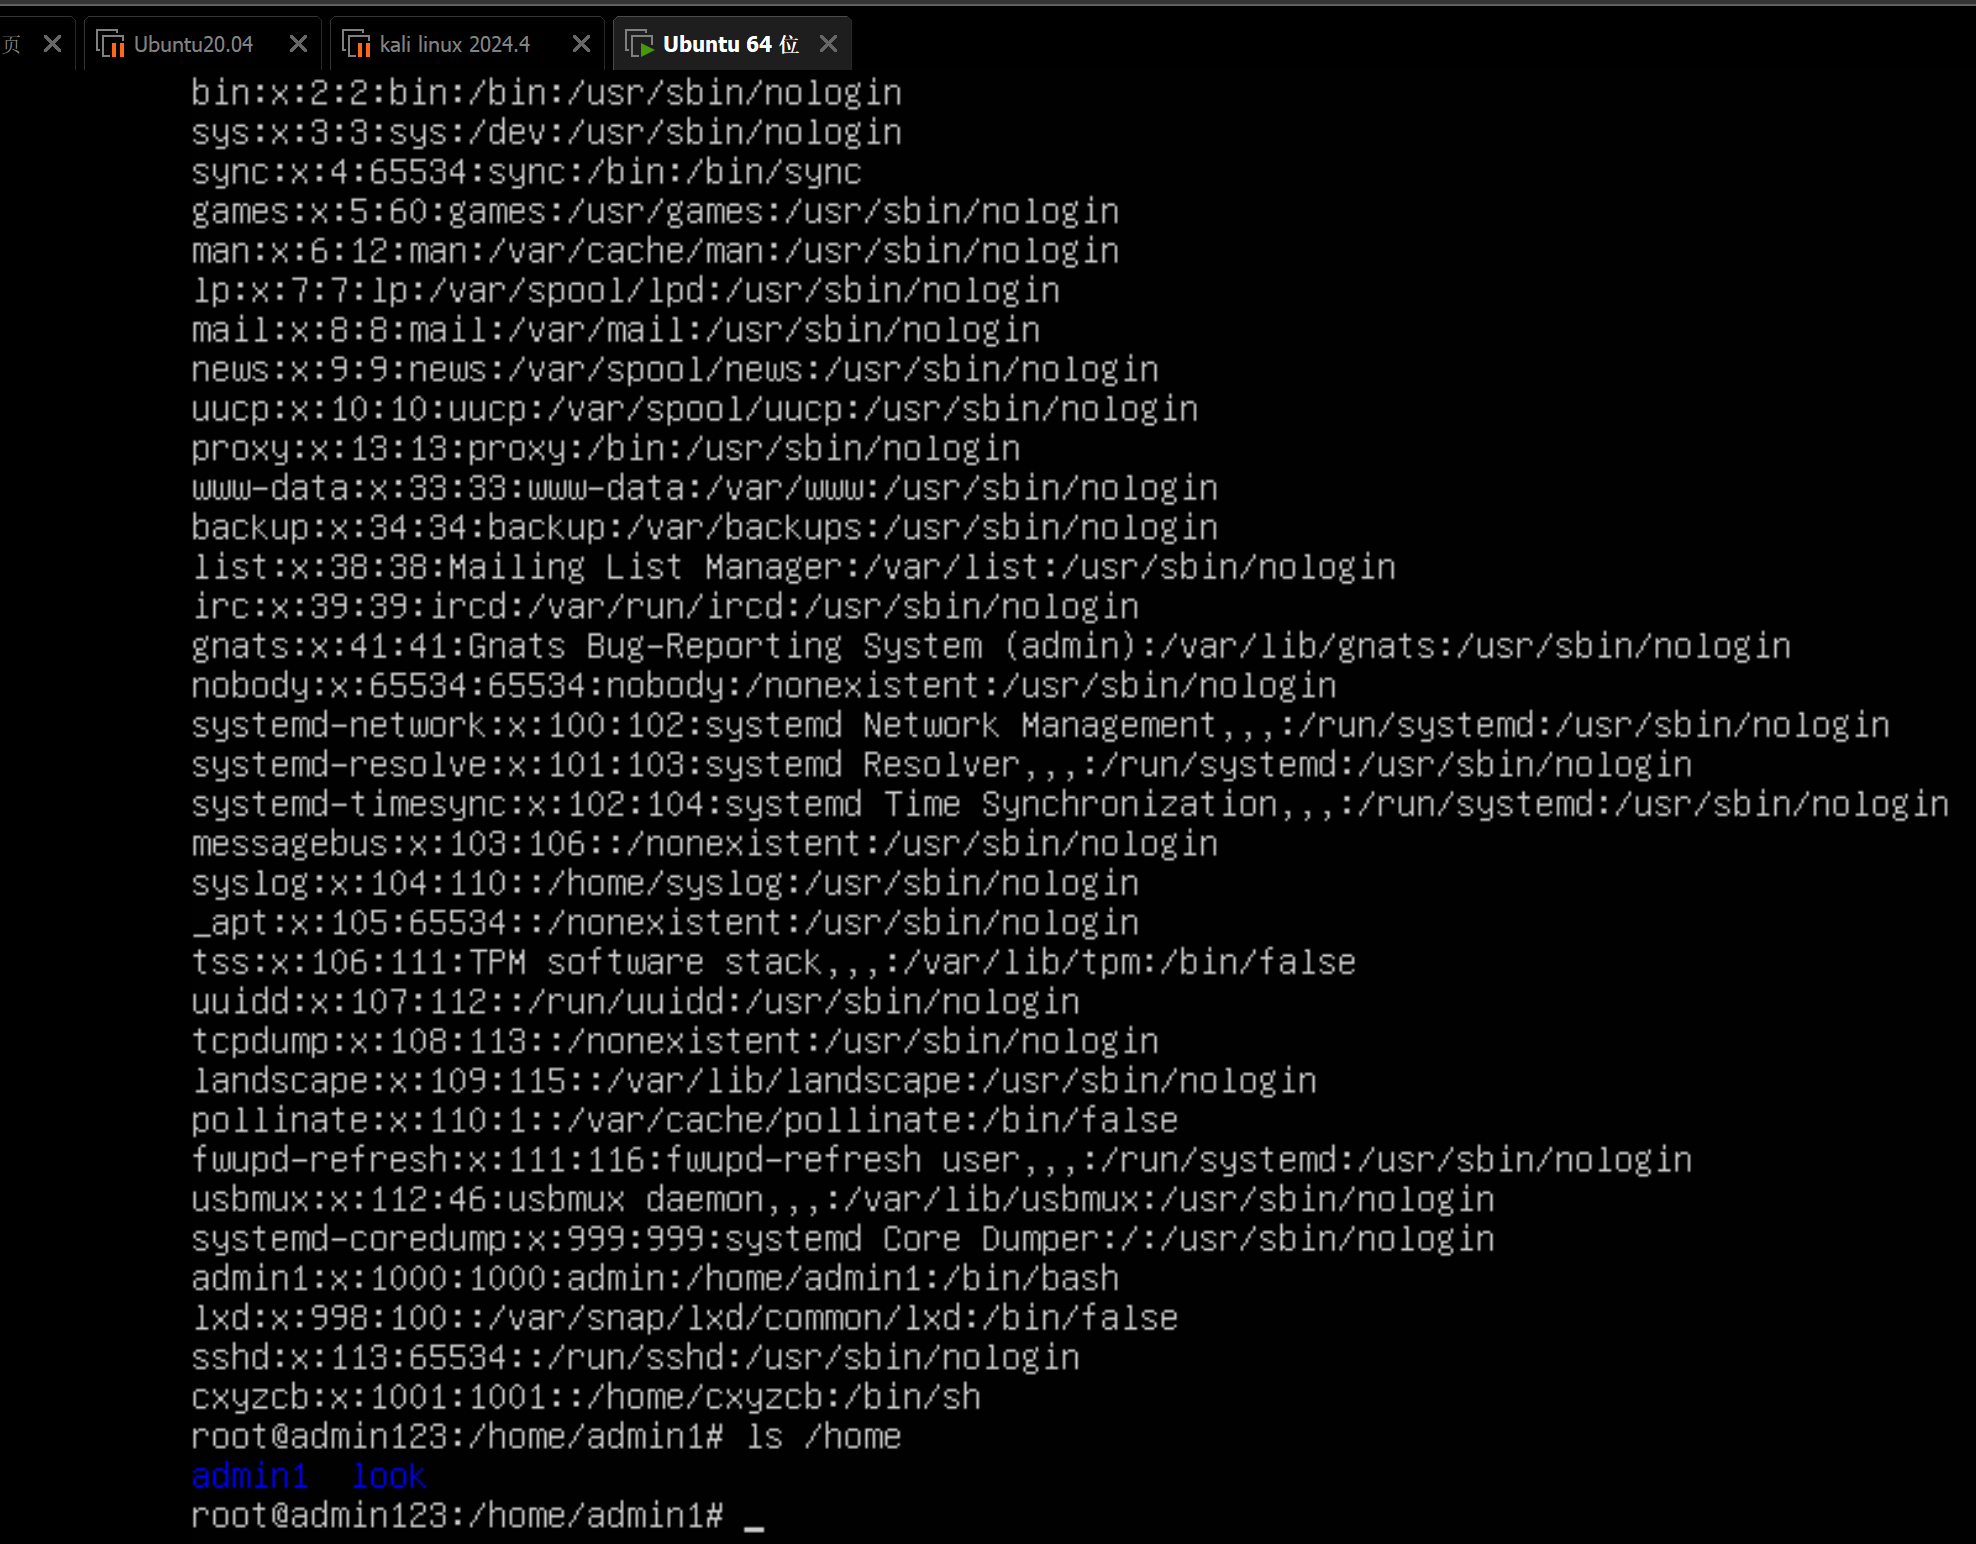 页 Ubuntu20.04 kali linux 2024.4 Ubuntu 64 位
bin:x:2:2:bin:/bin:/usr/sbin/nologin
sys:x:3:3:sys:/dev:/usr/sbin/nologin
sync:x:4:65534:sync:/bin:/bin/sync
games:x:5:60:games:/usr/games:/usr/sbin/nologin
man:x:6:12:man:/var/cache/man:/usr/sbin/nologin
lp:x:7:7:lp:/var/spool/lpd:/usr/sbin/nologin
mail:x:8:8:mail:/var/mail:/usr/sbin/nologin
news:x:9:9:news:/var/spool/news:/usr/sbin/nologin
uucp:x:10:10:uucp:/var/spool/uucp:/usr/sbin/nologin
proxy:x:13:13:proxy:/bin:/usr/sbin/nologin
www-data:x:33:33:www-data:/var/www:/usr/sbin/nologin
backup:x:34:34:backup:/var/backups:/usr/sbin/nologin
list:x:38:38:Mailing List Manager:/var/list:/usr/sbin/nologin
irc:x:39:39:ircd:/var/run/ircd:/usr/sbin/nologin
gnats:x:41:41:Gnats Bug-Reporting System (admin):/var/lib/gnats:/usr/sbin/nologin
nobody:x:65534:65534:nobody:/nonexistent:/usr/sbin/nologin
systemd-network:x:100:102:systemd Network Management,,,:/run/systemd:/usr/sbin/nologin
systemd-resolve:x:101:103:systemd Resolver,,,:/run/systemd:/usr/sbin/nologin
systemd-timesync:x:102:104:systemd Time Synchronization,,,:/run/systemd:/usr/sbin/nologin
messagebus:x:103:106::/nonexistent:/usr/sbin/nologin
syslog:x:104:110::/home/syslog:/usr/sbin/nologin
_apt:x:105:65534::/nonexistent:/usr/sbin/nologin
tss:x:106:111:TPM software stack,,,:/var/lib/tpm:/bin/false
uuidd:x:107:112::/run/uuidd:/usr/sbin/nologin
tcpdump:x:108:113::/nonexistent:/usr/sbin/nologin
landscape:x:109:115::/var/lib/landscape:/usr/sbin/nologin
pollinate:x:110:1::/var/cache/pollinate:/bin/false
fwupd-refresh:x:111:116:fwupd-refresh user,,,:/run/systemd:/usr/sbin/nologin
usbmux:x:112:46:usbmux daemon,,,:/var/lib/usbmux:/usr/sbin/nologin
systemd-coredump:x:999:999:systemd Core Dumper:/:/usr/sbin/nologin
admin1:x:1000:1000:admin:/home/admin1:/bin/bash
lxd:x:998:100::/var/snap/lxd/common/lxd:/bin/false
sshd:x:113:65534::/run/sshd:/usr/sbin/nologin
cxyzcb:x:1001:1001::/home/cxyzcb:/bin/sh
root@admin123:/home/admin1# ls /home
admin1 look
root@admin123:/home/admin1# _